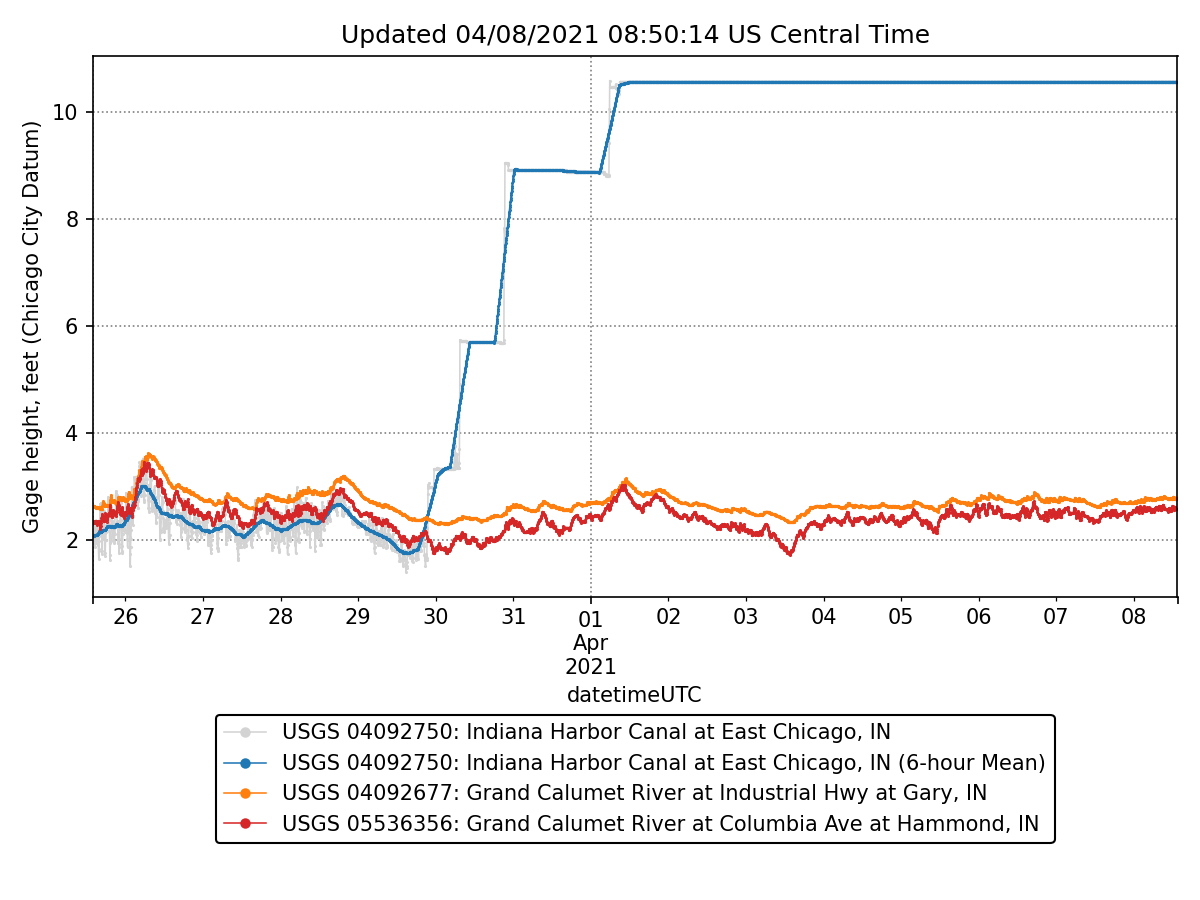 Updated 04/08/2021 08:50:14 US Central Time
Gage height, feet (Chicago City Datum)
10
8
6
4
2
26 27 28 29 30 31 01 02 03 04 05 06 07 08
Apr
2021
datetimeUTC
USGS 04092750: Indiana Harbor Canal at East Chicago, IN
USGS 04092750: Indiana Harbor Canal at East Chicago, IN (6-hour Mean)
USGS 04092677: Grand Calumet River at Industrial Hwy at Gary, IN
USGS 05536356: Grand Calumet River at Columbia Ave at Hammond, IN